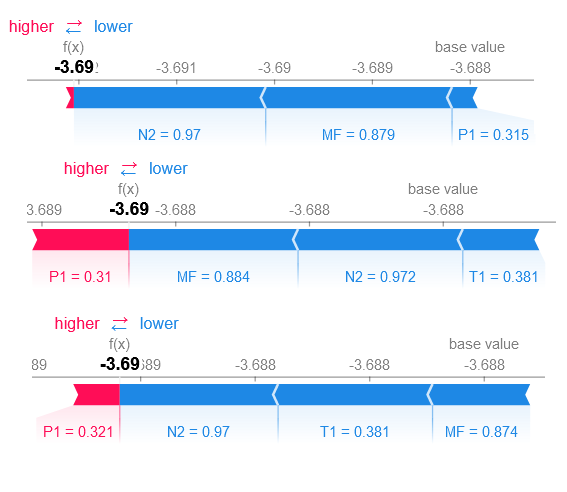 higher ⇄ lower
f(x) base value
-3.69 -3.691 -3.69 -3.689 -3.688
N2 = 0.97 MF = 0.879 P1 = 0.315
higher ⇄ lower
f(x) base value
3.689 -3.69 -3.688 -3.688 -3.688
P1 = 0.31 MF = 0.884 N2 = 0.972 T1 = 0.381
higher ⇄ lower
f(x) base value
89 -3.69 89 -3.688 -3.688 -3.688
P1 = 0.321 N2 = 0.97 T1 = 0.381 MF = 0.874